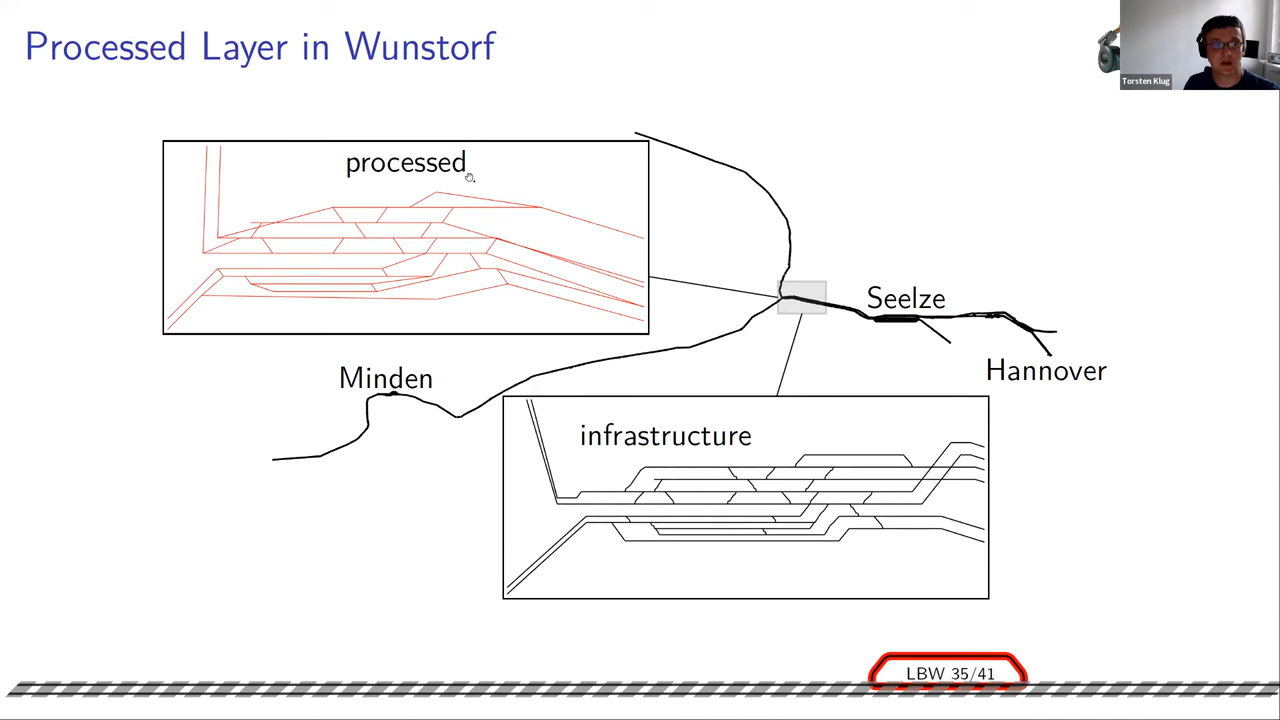 Processed Layer in Wunstorf
Torsten Klug
processed
Seelze
Hannover
Minden
infrastructure
LBW 35/41